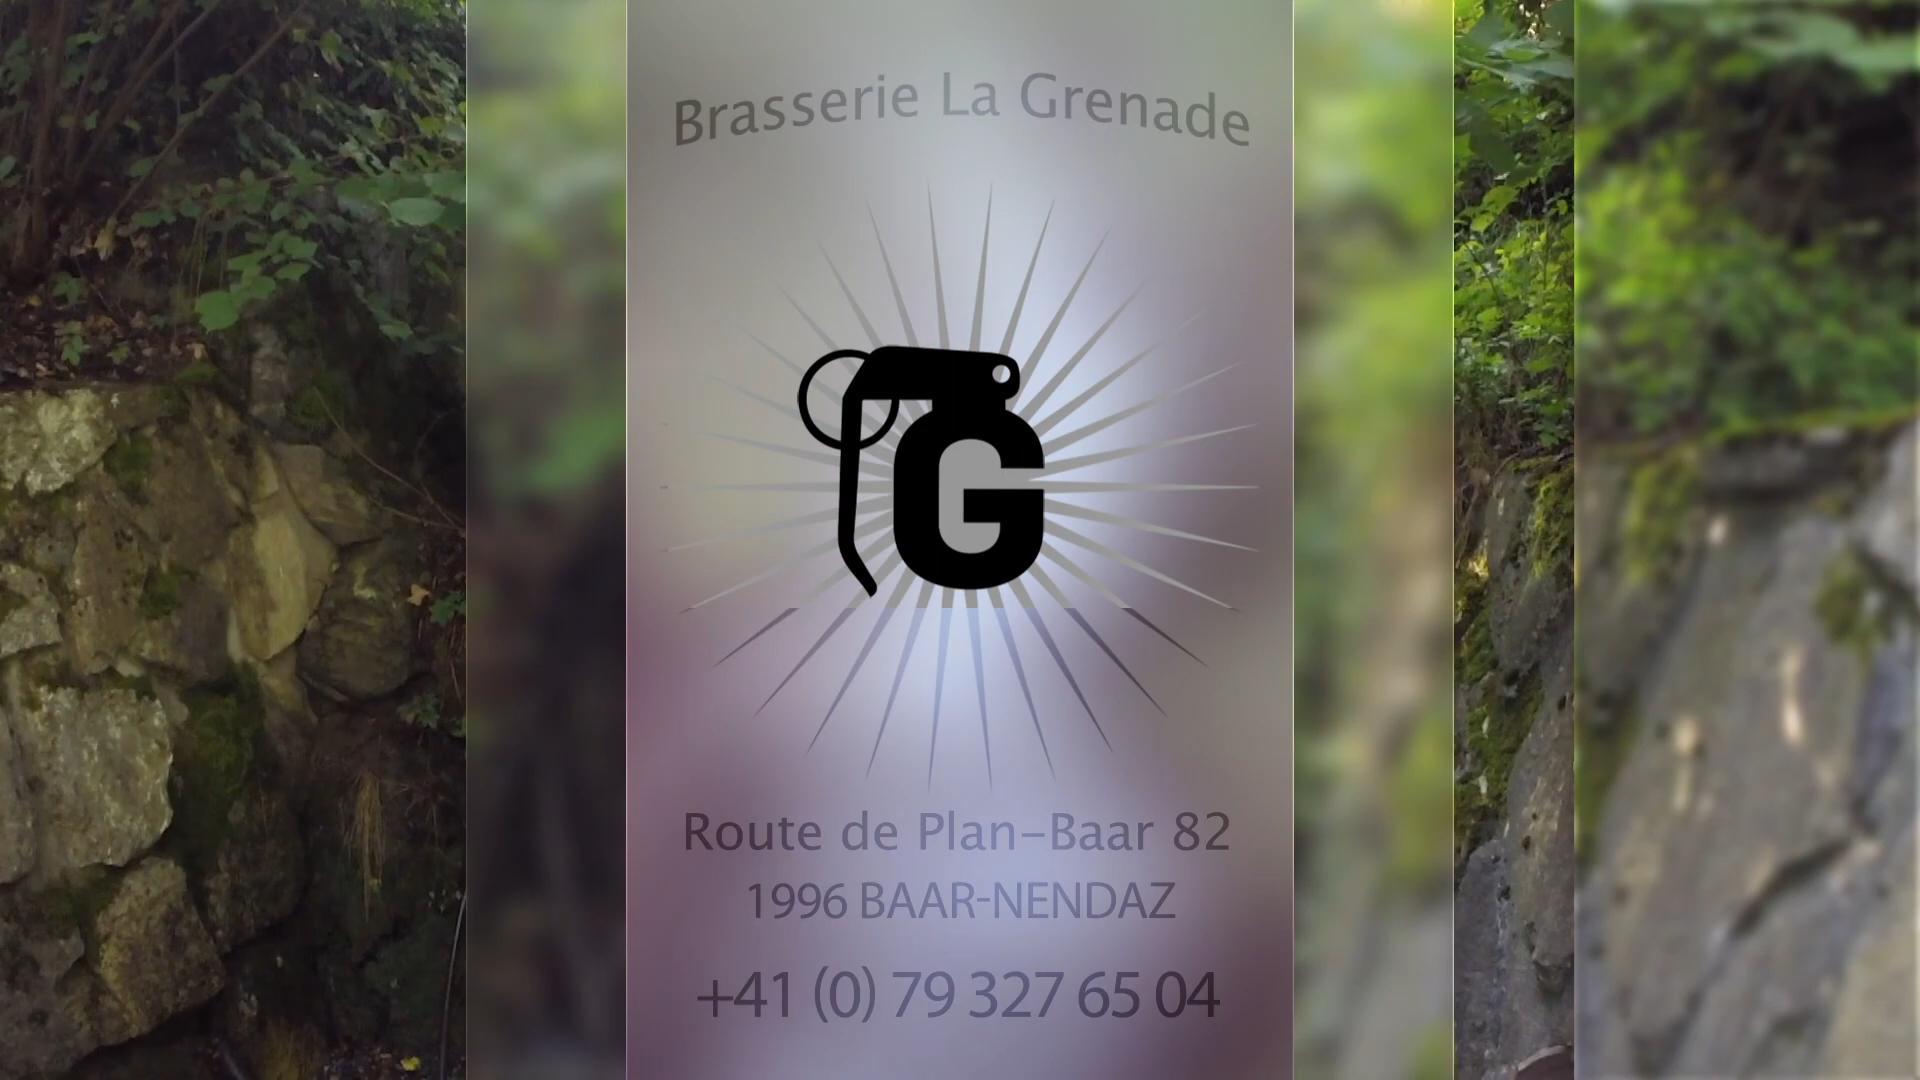 Brasserie La Grenade
G
Route de Plan-Baar 82
1996 BAAR-NENDAZ
+41 (0) 79 327 65 04